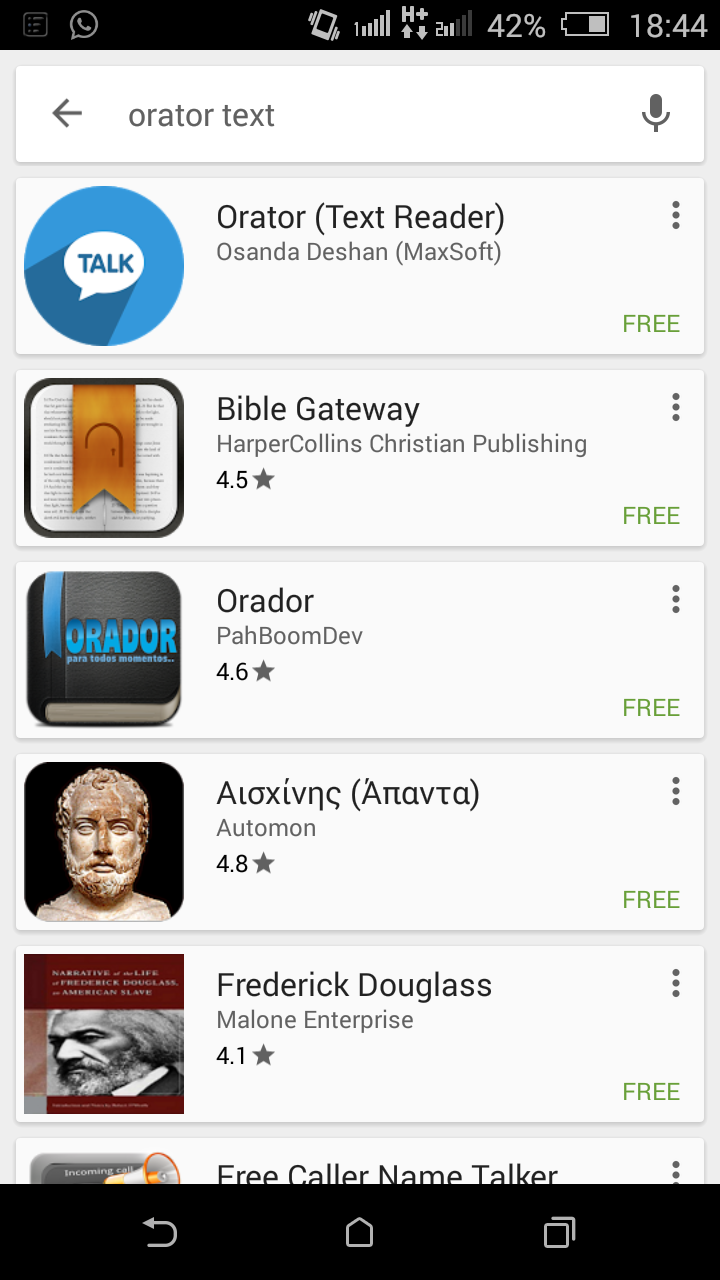 H+
1
2
42%
18:44
orator text
TALK
Orator (Text Reader)
Osanda Deshan (MaxSoft)
FREE
Bible Gateway
HarperCollins Christian Publishing
4.5
FREE
ORADOR
para todos momentos..
Orador
PahBoomDev
4.6
FREE
Αισχίνης (Άπαντα)
Automon
4.8
FREE
NARRATIVE of the LIFE
of FREDERICK DOUGLASS,
an AMERICAN SLAVE
Frederick Douglass
Malone Enterprise
4.1
FREE
Incoming call
Free Caller Name Talker